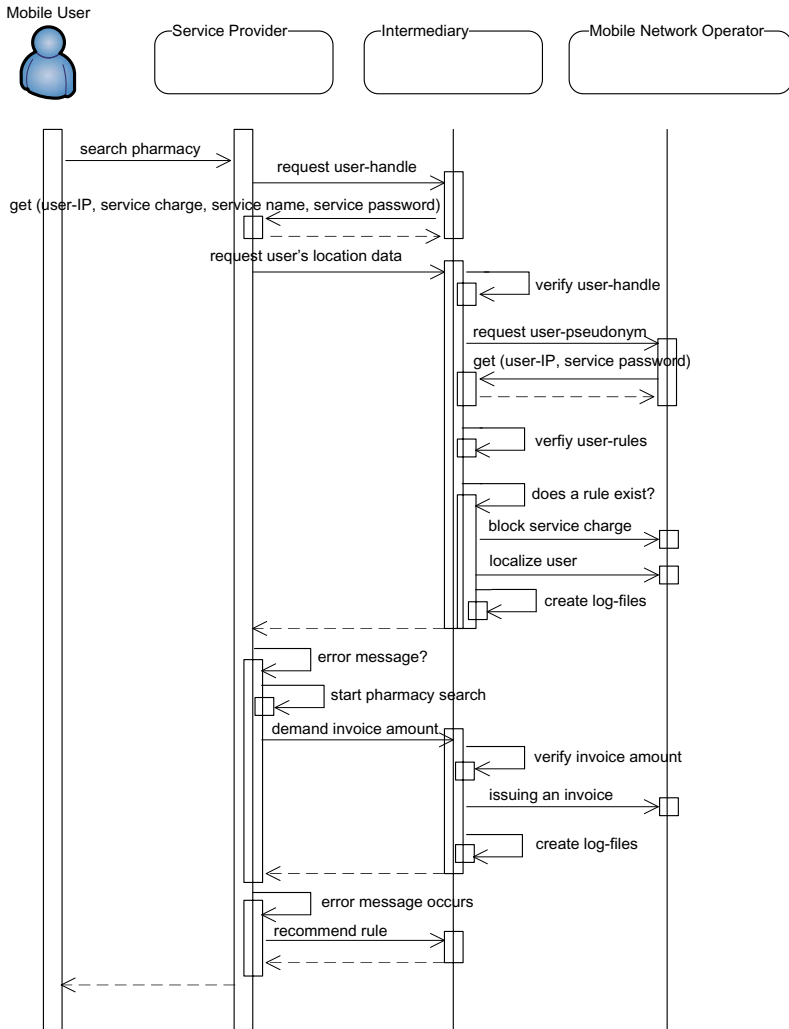 Mobile User
Service Provider
Intermediary
Mobile Network Operator
search pharmacy
request user-handle
get (user-IP, service charge, service name, service password)
request user's location data
verify user-handle
request user-pseudonym
get (user-IP, service password)
verfiy user-rules
does a rule exist?
block service charge
localize user
create log-files
error message?
start pharmacy search
demand invoice amount
verify invoice amount
issuing an invoice
create log-files
error message occurs
recommend rule